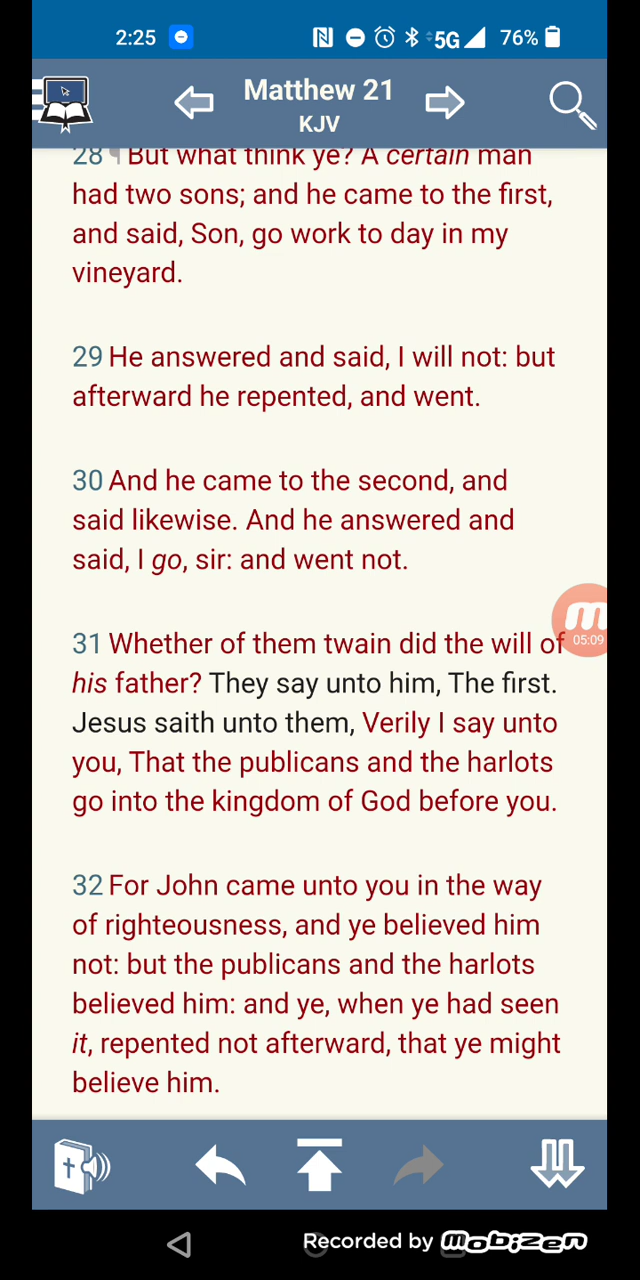 2:25 5G 76%
Matthew 21
KJV
28 ¶ But what think ye? A certain man
had two sons; and he came to the first,
and said, Son, go work to day in my
vineyard.
29 He answered and said, I will not: but
afterward he repented, and went.
30 And he came to the second, and
said likewise. And he answered and
said, I go, sir: and went not.
31 Whether of them twain did the will of
his father? They say unto him, The first.
Jesus saith unto them, Verily I say unto
you, That the publicans and the harlots
go into the kingdom of God before you.
05:09
32 For John came unto you in the way
of righteousness, and ye believed him
not: but the publicans and the harlots
believed him: and ye, when ye had seen
it, repented not afterward, that ye might
believe him.
Recorded by mobizen